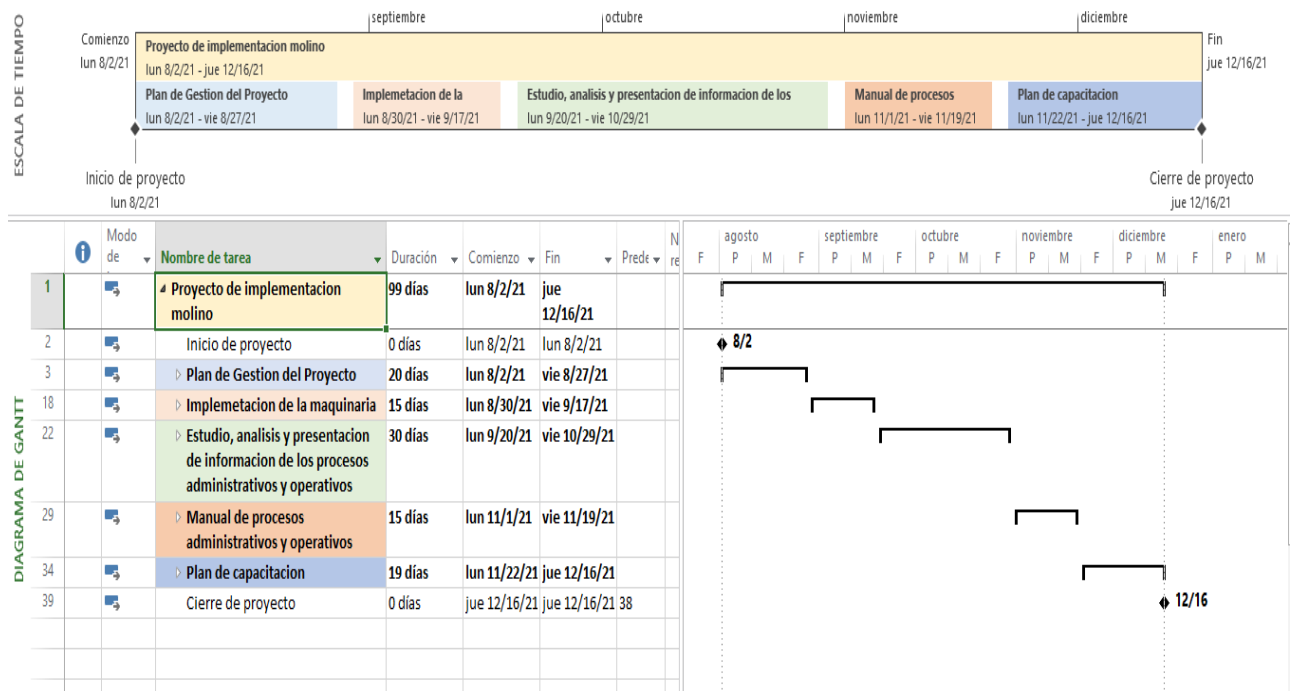 ESCALA DE TIEMPO
septiembre octubre noviembre diciembre
Comienzo
lun 8/2/21
Fin
jue 12/16/21
Proyecto de implementacion molino
lun 8/2/21 - jue 12/16/21
Plan de Gestion del Proyecto
lun 8/2/21 - vie 8/27/21
Implemetacion de la
lun 8/30/21 - vie 9/17/21
Estudio, analisis y presentacion de informacion de los
lun 9/20/21 - vie 10/29/21
Manual de procesos
lun 11/1/21 - vie 11/19/21
Plan de capacitacion
lun 11/22/21 - jue 12/16/21
Inicio de proyecto
lun 8/2/21
Cierre de proyecto
jue 12/16/21
DIAGRAMA DE GANTT
Modo
de
Nombre de tarea Duración Comienzo Fin Prede
N
re
agosto septiembre octubre noviembre diciembre enero
F P M F P M F P M F P M F P M F P M
1 Proyecto de implementacion
molino
99 días lun 8/2/21 jue
12/16/21
2 Inicio de proyecto 0 días lun 8/2/21 lun 8/2/21
8/2
3 Plan de Gestion del Proyecto 20 días lun 8/2/21 vie 8/27/21
18 Implemetacion de la maquinaria 15 días lun 8/30/21 vie 9/17/21
22 Estudio, analisis y presentacion
de informacion de los procesos
administrativos y operativos
30 días lun 9/20/21 vie 10/29/21
29 Manual de procesos
administrativos y operativos
15 días lun 11/1/21 vie 11/19/21
34 Plan de capacitacion 19 días lun 11/22/21 jue 12/16/21
39 Cierre de proyecto 0 días jue 12/16/21 jue 12/16/21 38
12/16